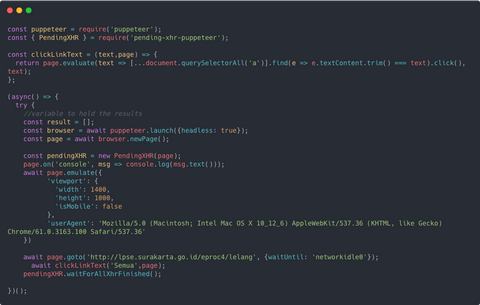 const puppeteer = require('puppeteer');
const { PendingXHR } = require('pending-xhr-puppeteer');
const clickLinkText = (text,page) => {
return page.evaluate(text => [...document.querySelectorAll('a')].find(e => e.textContent.trim() === text).click(),
text);
};
(async() => {
try {
//variable to hold the results
const result = [];
const browser = await puppeteer.launch({headless: true});
const page = await browser.newPage();
const pendingXHR = new PendingXHR(page);
page.on('console', msg => console.log(msg.text()));
await page.emulate({
'viewport': {
'width': 1400,
'height': 1000,
'isMobile': false
},
'userAgent': 'Mozilla/5.0 (Macintosh; Intel Mac OS X 10_12_6) AppleWebKit/537.36 (KHTML, like Gecko)
Chrome/61.0.3163.100 Safari/537.36'
})
await page.goto('http://lpse.surakarta.go.id/eproc4/lelang', {waitUntil: 'networkidle0'});
await clickLinkText('Semua',page);
pendingXHR.waitForAllXhrFinished();
})();